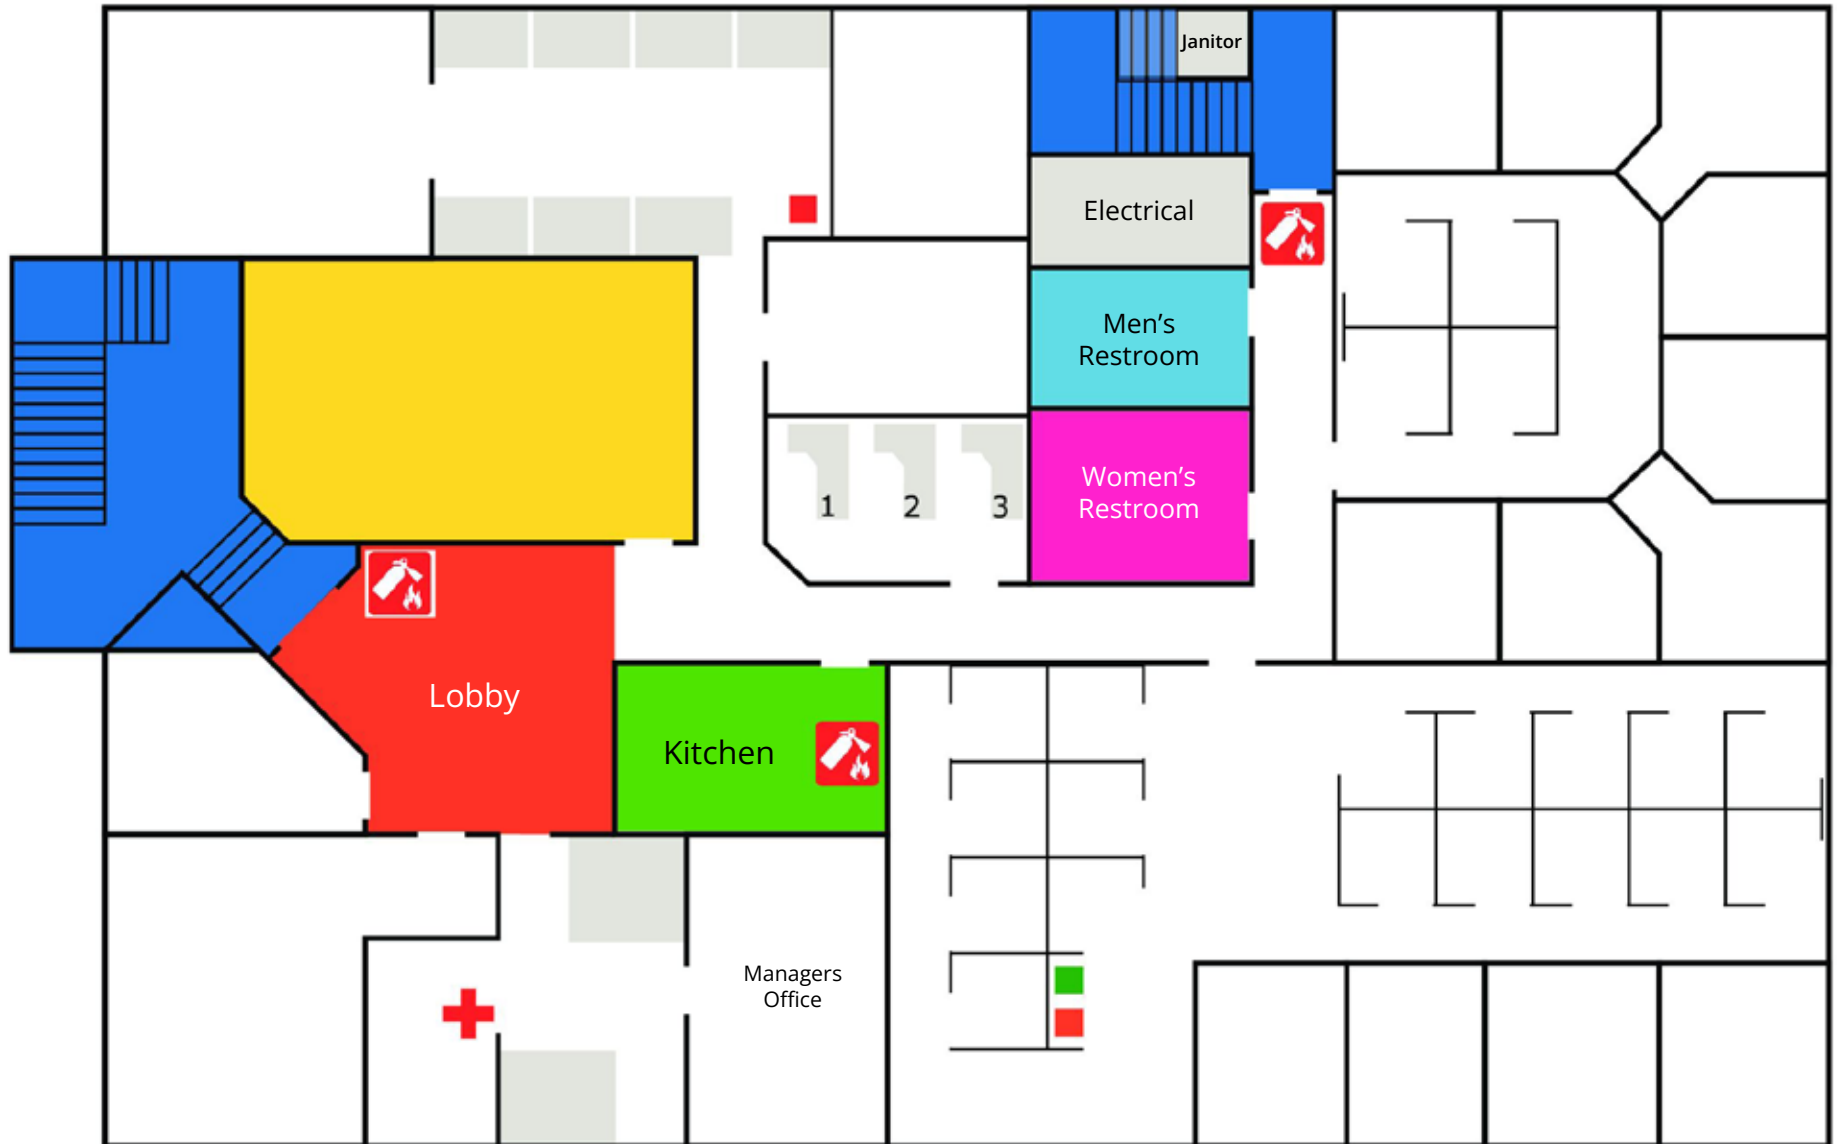 Janitor
Electrical
Men’s
Restroom
Women’s
Restroom
1
2
3
Lobby
Kitchen
Managers
Office